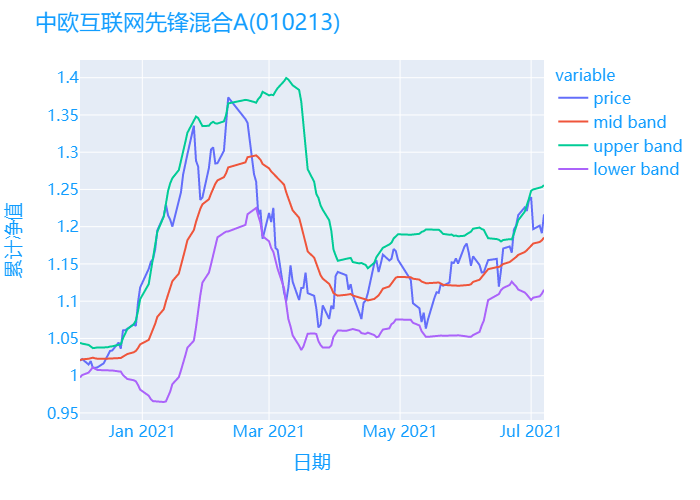 中欧互联网先锋混合A(010213)
variable
price
mid band
upper band
lower band
1.4
1.35
1.3
1.25
1.2
1.15
1.1
1.05
1
0.95
累计净值
Jan 2021
Mar 2021
May 2021
Jul 2021
日期